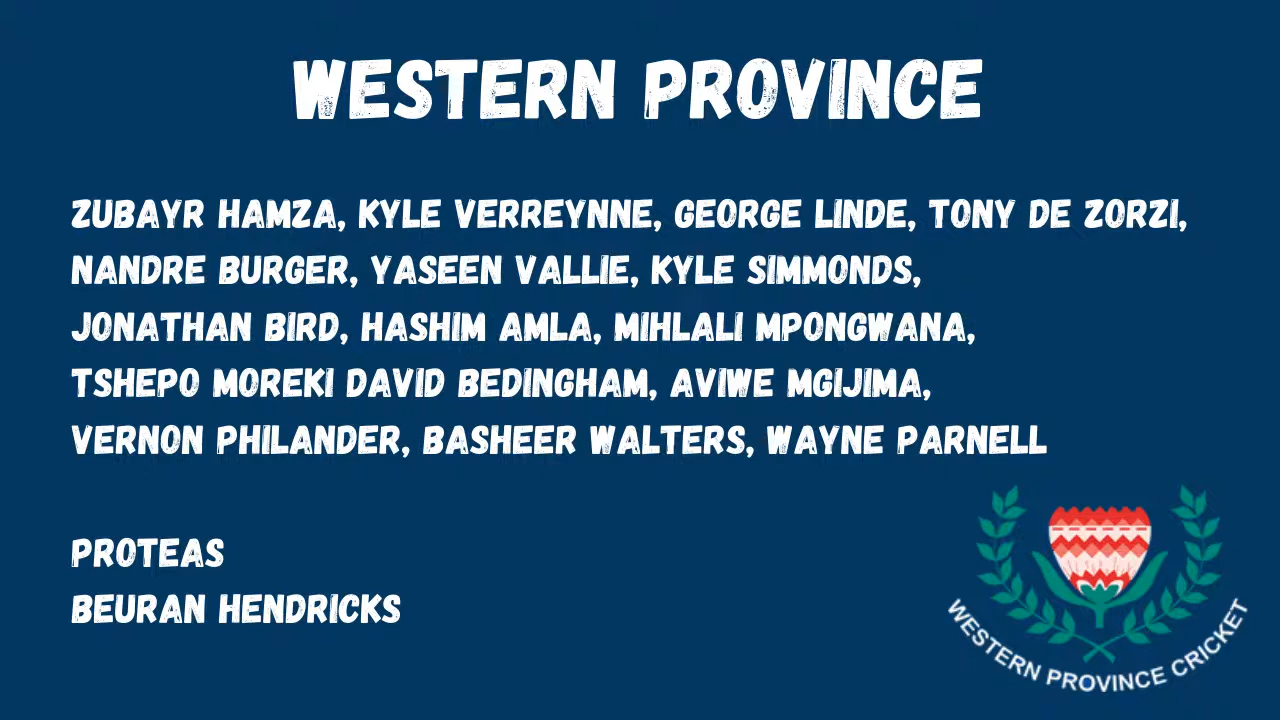 WESTERN PROVINCE
ZUBAYR HAMZA, KYLE VERREYNNE, GEORGE LINDE, TONY DE ZORZI,
NANDRE BURGER, YASEEN VALLIE, KYLE SIMMONDS,
JONATHAN BIRD, HASHIM AMLA, MIHLALI MPONGWANA,
TSHEPO MOREKI DAVID BEDINGHAM, AVIWE MGIJIMA,
VERNON PHILANDER, BASHEER WALTERS, WAYNE PARNELL
PROTEAS
BEURAN HENDRICKS
WESTERN PROVINCE CRICKET